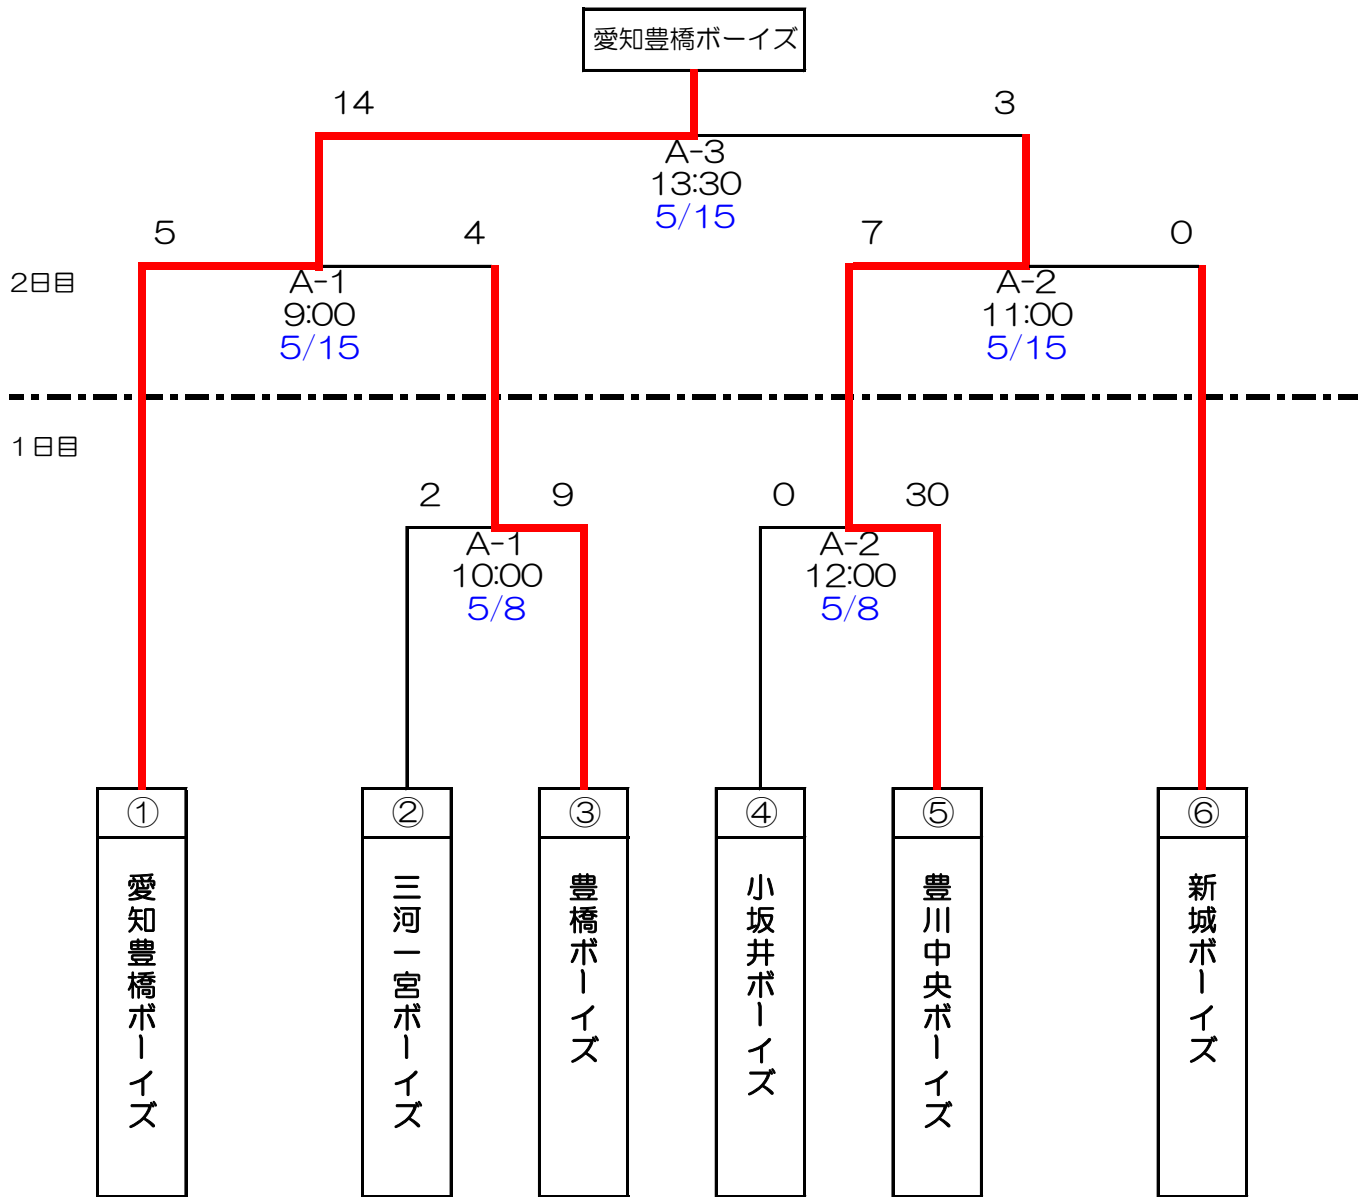 愛知豊橋ボーイズ
14
3
A-3
13:30
5/15
5
4
7
0
2日目
A-1
9:00
5/15
A-2
11:00
5/15
1日目
2
9
0
30
A-1
10:00
5/8
A-2
12:00
5/8
①
②
③
④
⑤
⑥
愛知豊橋ボーイズ
三河一宮ボーイズ
豊橋ボーイズ
小坂井ボーイズ
豊川中央ボーイズ
新城ボーイズ